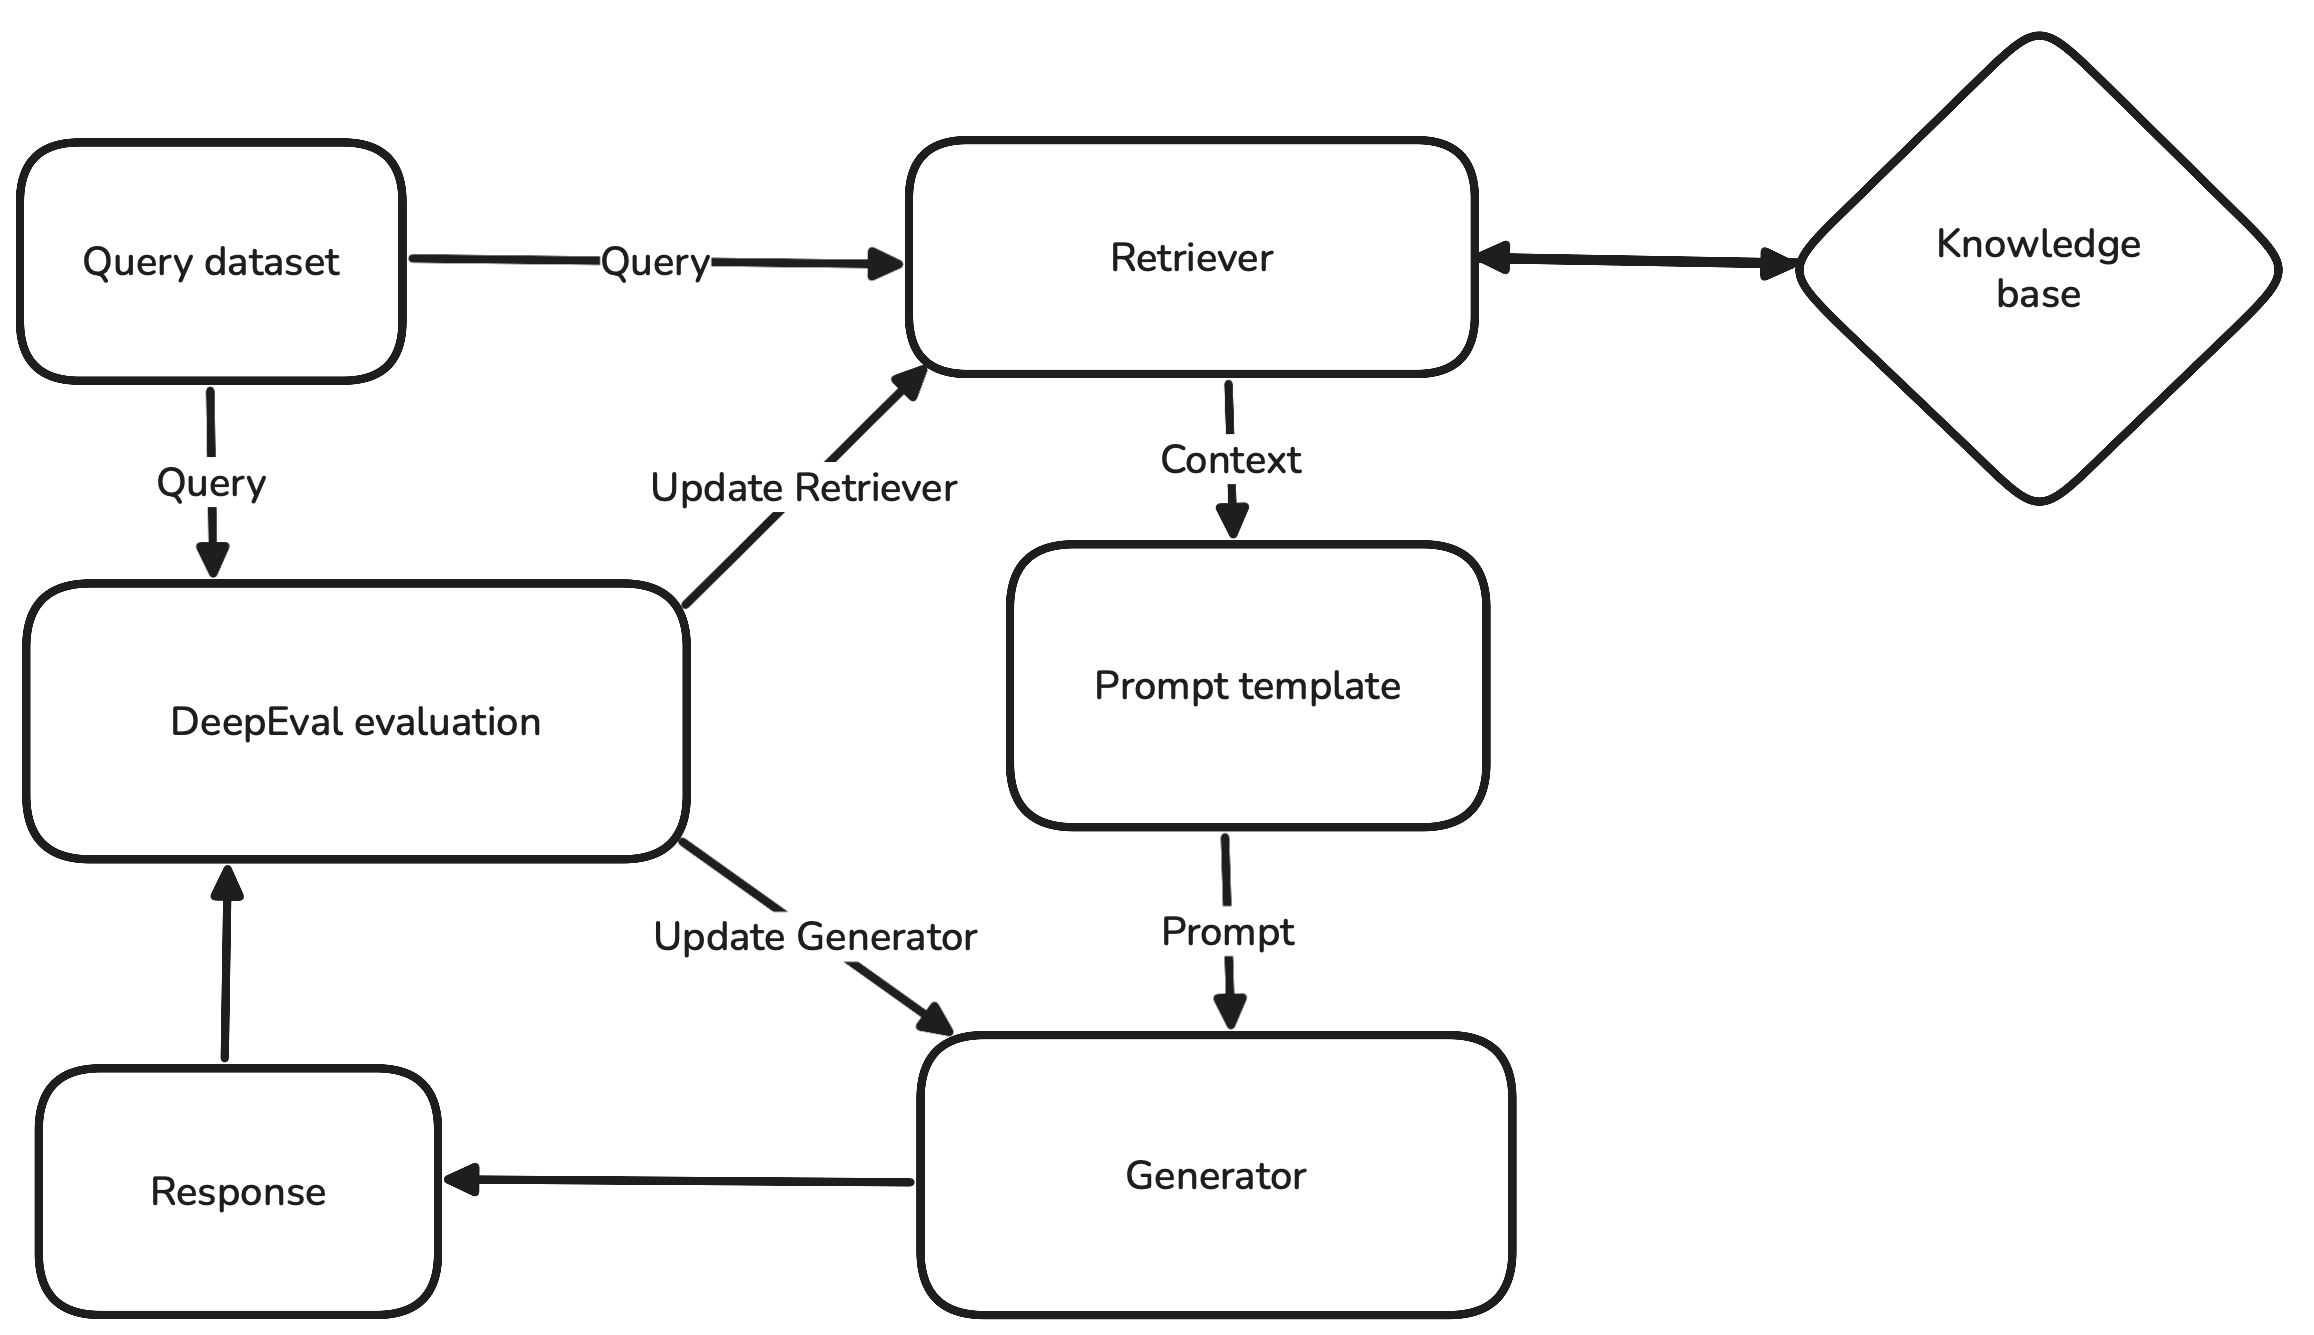 Query dataset
Query
Retriever
Knowledge
base
Query
Update Retriever
Context
DeepEval evaluation
Prompt template
Update Generator
Prompt
Response
Generator